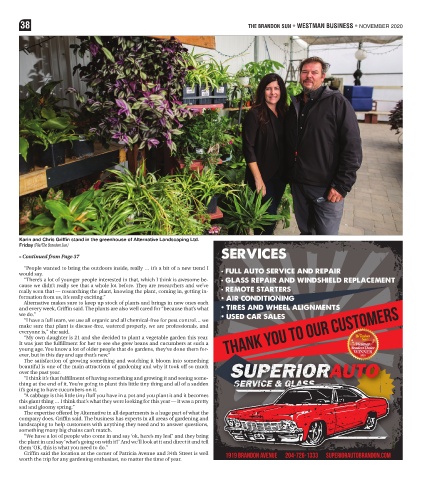 38
THE BRANDON SUN • WESTMAN BUSINESS • NOVEMBER 2020
Karin and Chris Griffin stand in the greenhouse of Alternative Landscaping Ltd.
Friday (File/The Brandon Sun)
« Continued from Page 37
“People wanted to bring the outdoors inside, really … it’s a bit of a new trend I
would say.
“There’s a lot of younger people interested in that, which I think is awesome be-
cause we didn’t really see that a whole lot before. They are researchers and we’re
really seen that — researching the plant, knowing the plant, coming in, getting in-
formation from us, it’s really exciting.”
Alternative makes sure to keep up stock of plants and brings in new ones each
and every week, Griffin said. The plants are also well cared for “because that’s what
we do.”
“I have a full team, we use all organic and all chemical-free for pest control … we
make sure that plant is disease-free, watered properly, we are professionals, and
everyone is,” she said.
“My own daughter is 21 and she decided to plant a vegetable garden this year.
It was just the fulfillment for her to see she grew beans and cucumbers at such a
young age. You know a lot of older people that do gardens, they’ve done them for-
ever, but in this day and age that’s new.”
The satisfaction of growing something and watching it bloom into something
beautiful is one of the main attractions of gardening and why it took off so much
over the past year.
“I think it’s that fulfillment of having something and growing it and seeing some-
thing at the end of it. You’re going to plant this little tiny thing and all of a sudden
it’s going to have cucumbers on it.
“A cabbage is this little tiny fluff you have in a pot and you plant it and it becomes
this giant thing … I think that’s what they were looking for this year — it was a pretty
sad and gloomy spring.”
The expertise offered by Alternative in all departments is a large part of what the
company does, Griffin said. The business has experts in all areas of gardening and
landscaping to help customers with anything they need and to answer questions,
something many big chains can’t match.
“We have a lot of people who come in and say ‘ok, here’s my leaf’ and they bring
the plant in and say ‘what’s going on with it?’ And we’ll look at it and direct it and tell
them ‘OK, this is what you need to do.’”
Griffin said the location at the corner of Patricia Avenue and 34th Street is well
worth the trip for any gardening enthusiast, no matter the time of year.
SERVICES
• FULL AUTO SERVICE AND REPAIR
• GLASS REPAIR AND WINDSHIELD REPLACEMENT
• REMOTE STARTERS
• AIR CONDITIONING
• TIRES AND WHEEL ALIGNMENTS
• USED CAR SALES
THANK YOU TO OUR CUSTOMERS
WINNER
SUPERIOR AUTO
SERVICE & GLASS
1919 BRANDON AVENUE 204-726-1333 SUPERIORAUTOBRANDON.COM